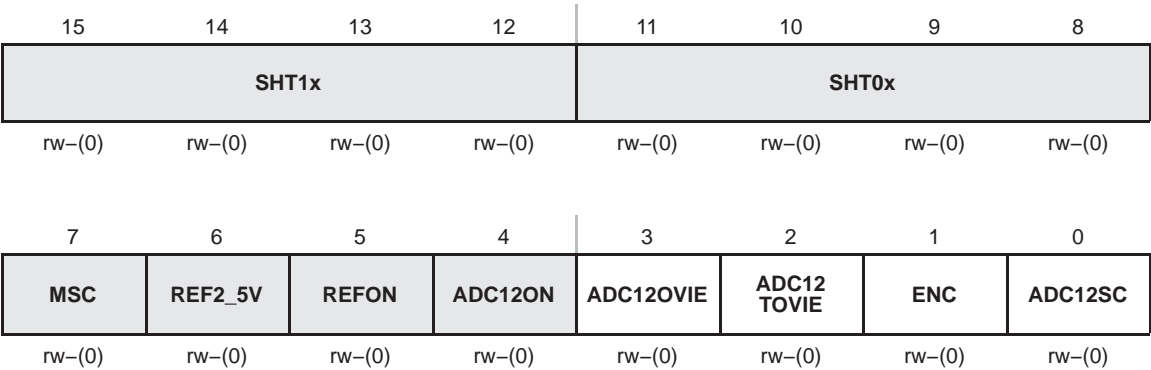 15 14 13 12 11 10 9 8
SHT1x SHT0x
rw−(0) rw−(0) rw−(0) rw−(0) rw−(0) rw−(0) rw−(0) rw−(0)
7 6 5 4 3 2 1 0
MSC REF2_5V REFON ADC12ON ADC12OVIE ADC12 TOVIE ENC ADC12SC
rw−(0) rw−(0) rw−(0) rw−(0) rw−(0) rw−(0) rw−(0) rw−(0)